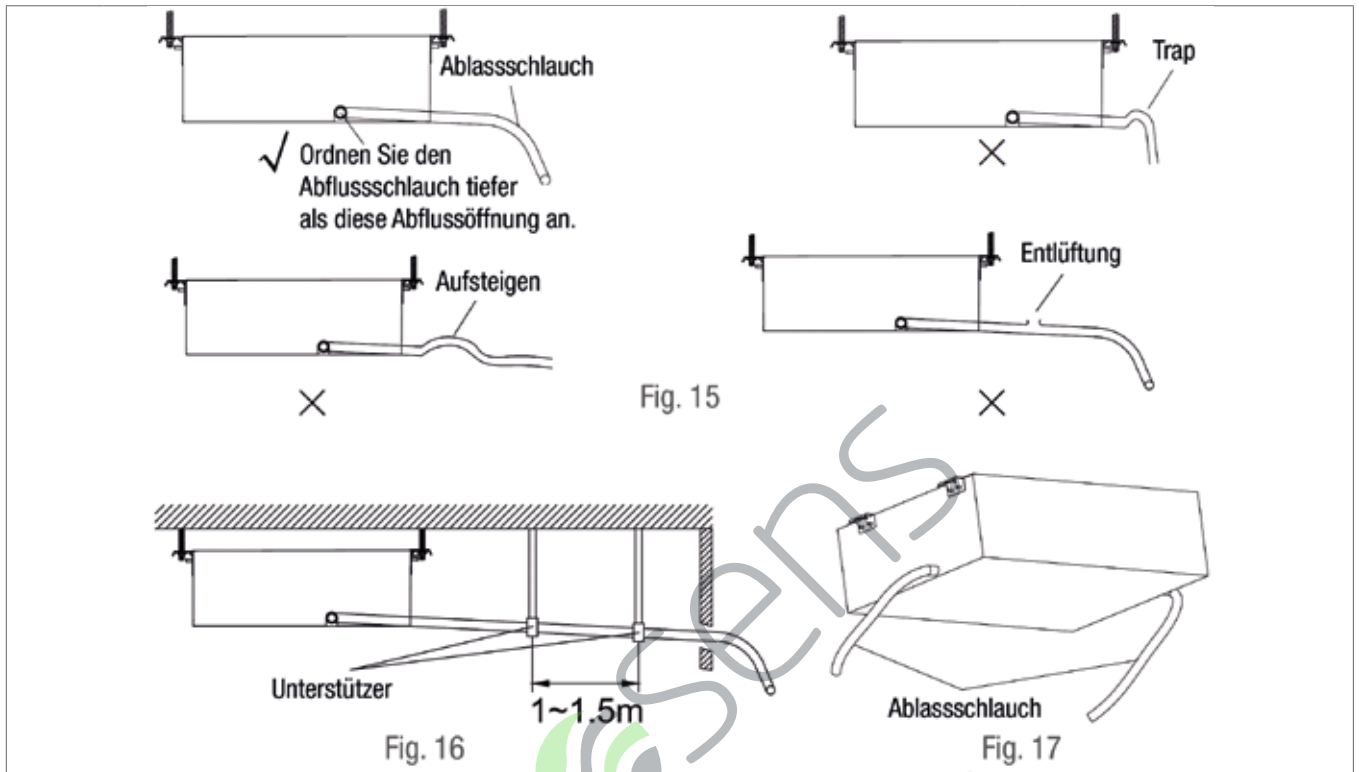 Ablassschlauch
Trap
√ Ordnen Sie den
Abflussschlauch tiefer
als diese Abflussöffnung an.
Aufsteigen
Entlüftung
Fig. 15
Unterstützer
1~1.5m
Ablassschlauch
Fig. 16
Fig. 17
sens